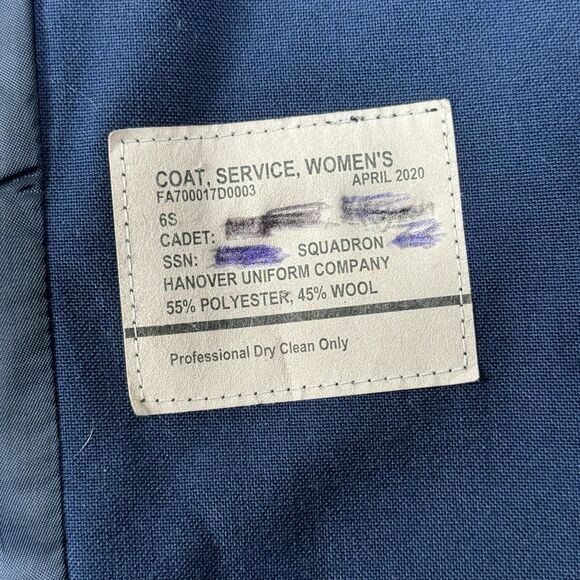 COAT, SERVICE, WOMEN'S
FA700017D0003 APRIL 2020
6S
CADET:
SSN: SQUADRON
HANOVER UNIFORM COMPANY
55% POLYESTER, 45% WOOL
Professional Dry Clean Only